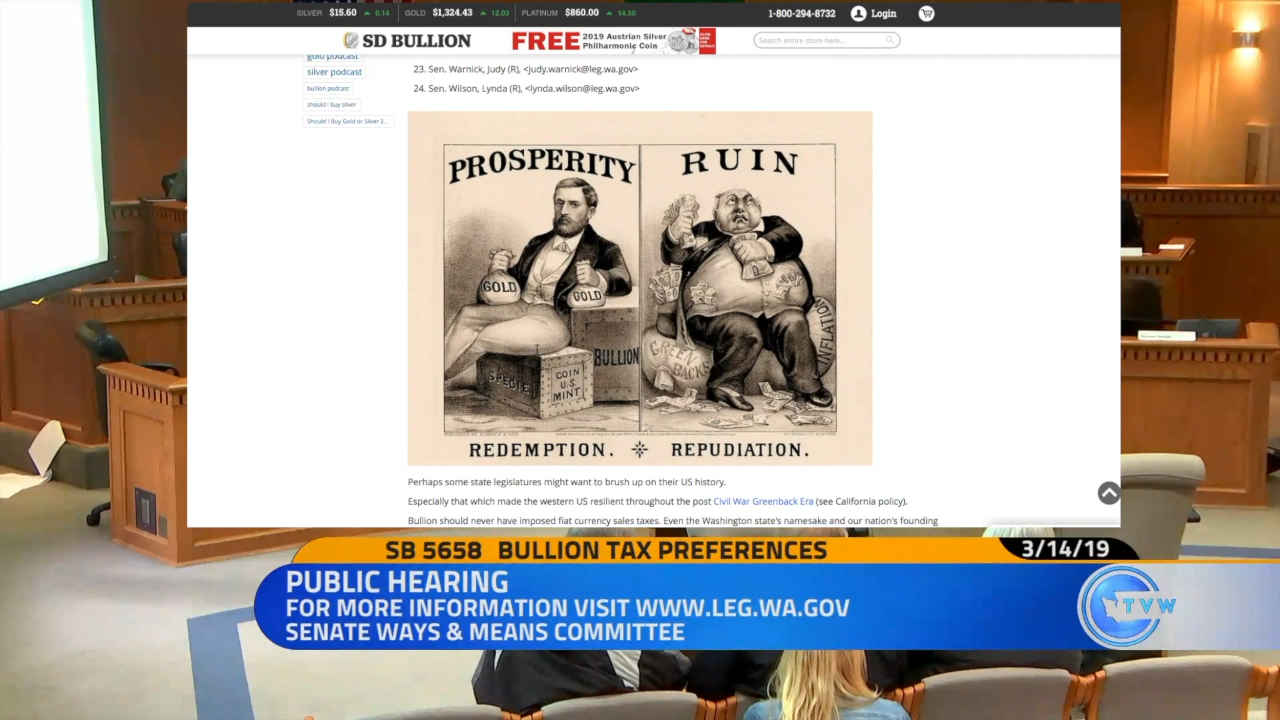 SILVER $15.60 0.14 GOLD $1,324.43 12.03 PLATINUM $860.00 14.50 1-800-294-8732 Login
SD BULLION FREE 2019 Austrian Silver Philharmonic Coin Search entire store here...
gold podcast
silver podcast
bullion podcast
should i buy silver
Should I Buy Gold or Silver 2...
23. Sen. Warnick, Judy (R), <judy.warnick@leg.wa.gov>
24. Sen. Wilson, Lynda (R), <lynda.wilson@leg.wa.gov>
PROSPERITY
RUIN
GOLD
GOLD
BULLION
SPECIE
COIN
U.S.
MINT
GREEN
BACKS
INFLATION
REDEMPTION. REPUDIATION.
Perhaps some state legislatures might want to brush up on their US history.
Especially that which made the western US resilient throughout the post Civil War Greenback Era (see California policy).
Bullion should never have imposed fiat currency sales taxes. Even the Washington state's namesake and our nation's founding
SB 5658 BULLION TAX PREFERENCES 3/14/19
PUBLIC HEARING
FOR MORE INFORMATION VISIT WWW.LEG.WA.GOV
SENATE WAYS & MEANS COMMITTEE
TVW